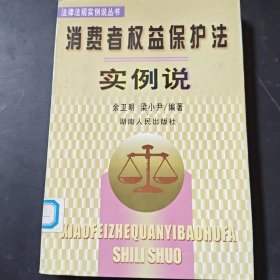 法律法规实例说丛书
消费者权益保护法
实例说
余卫明 梁小尹/编著
湖南人民出版社
XIAOFEIZHEQUANYIBAOHUFA
SHILI SHUO